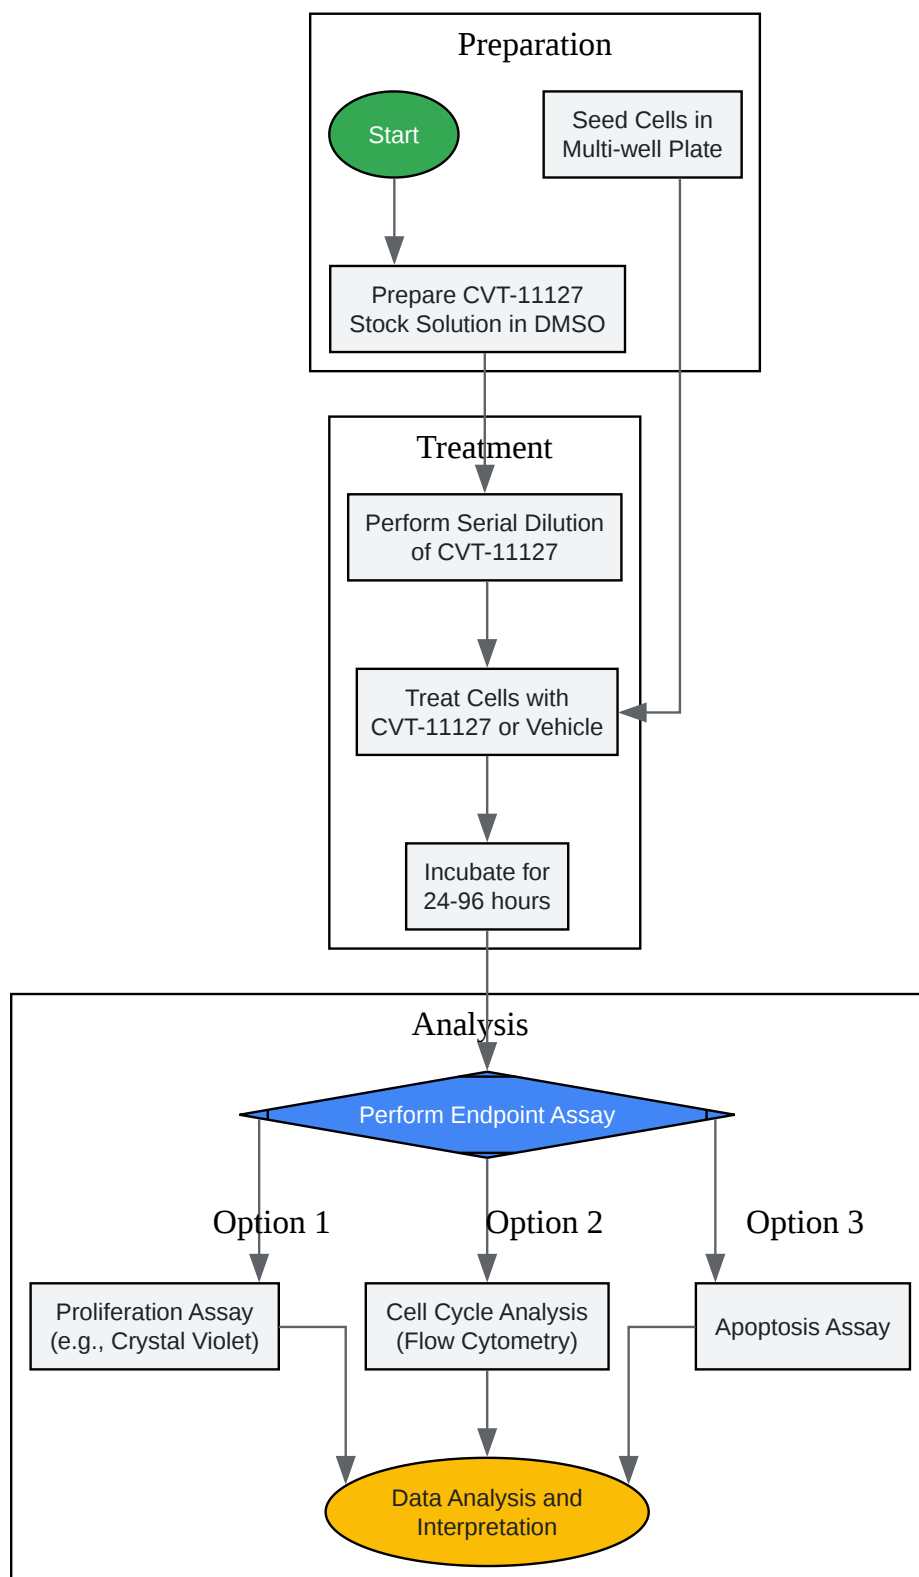 Preparation
Start
Seed Cells in
Multi-well Plate
Prepare CVT-11127
Stock Solution in DMSO
Treatment
Perform Serial Dilution
of CVT-11127
Treat Cells with
CVT-11127 or Vehicle
Incubate for
24-96 hours
Analysis
Perform Endpoint Assay
Option 1
Option 2
Option 3
Proliferation Assay
(e.g., Crystal Violet)
Cell Cycle Analysis
(Flow Cytometry)
Apoptosis Assay
Data Analysis and
Interpretation